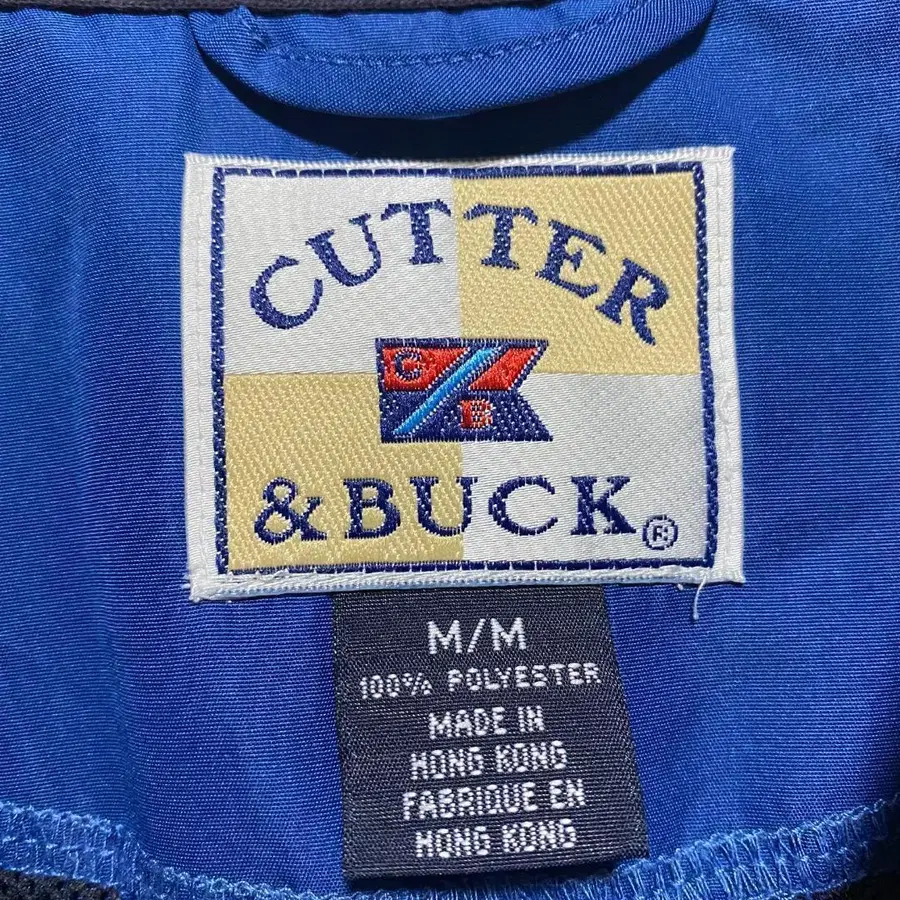 CUTTER
C
B
& BUCK ®
M/M
100% POLYESTER
MADE IN
HONG KONG
FABRIQUE EN
HONG KONG